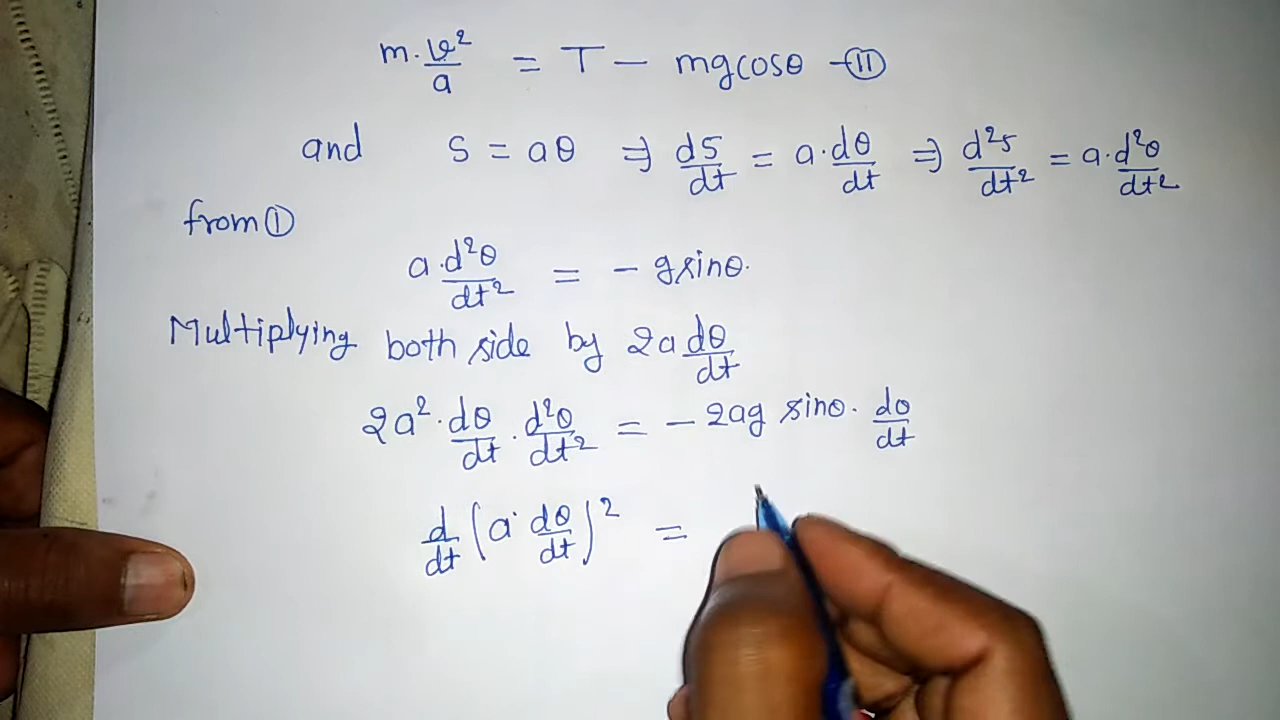 m·v²/a = T − mgcosθ −Ⓘ Ⓘ
and s = aθ ⇒ ds/dt = a·dθ/dt ⇒ d²s/dt² = a·d²θ/dt²
from ①
a·d²θ/dt² = − gsinθ.
Multiplying both side by 2a dθ/dt
2a²·dθ/dt·d²θ/dt² = − 2ag sinθ· dθ/dt
d/dt (a·dθ/dt)² =